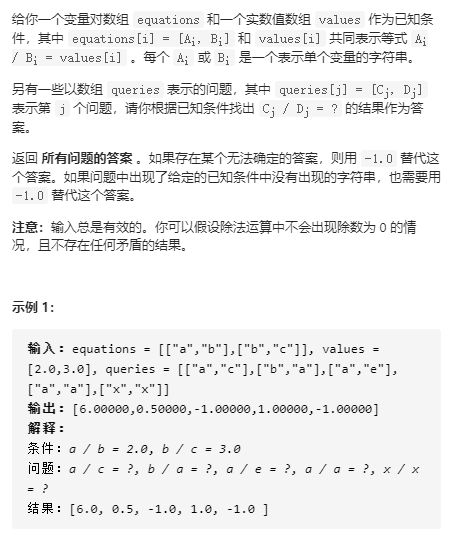 给你一个变量对数组 equations 和一个实数值数组 values 作为已知条
件，其中 equations[i] = [Aᵢ, Bᵢ] 和 values[i] 共同表示等式 Aᵢ
/ Bᵢ = values[i] 。每个 Aᵢ 或 Bᵢ 是一个表示单个变量的字符串。
另有一些以数组 queries 表示的问题，其中 queries[j] = [Cⱼ, Dⱼ]
表示第 j 个问题，请你根据已知条件找出 Cⱼ / Dⱼ = ? 的结果作为答
案。
返回 所有问题的答案 。如果存在某个无法确定的答案，则用 -1.0 替代这
个答案。如果问题中出现了给定的已知条件中没有出现的字符串，也需要用
-1.0 替代这个答案。
注意：输入总是有效的。你可以假设除法运算中不会出现除数为 0 的情
况，且不存在任何矛盾的结果。
示例 1：
输入：equations = [["a","b"],["b","c"]], values =
[2.0,3.0], queries = [["a","c"],["b","a"],["a","e"],
["a","a"],["x","x"]]
输出：[6.00000,0.50000,-1.00000,1.00000,-1.00000]
解释：
条件：a / b = 2.0, b / c = 3.0
问题：a / c = ?, b / a = ?, a / e = ?, a / a = ?, x / x
= ?
结果：[6.0, 0.5, -1.0, 1.0, -1.0 ]